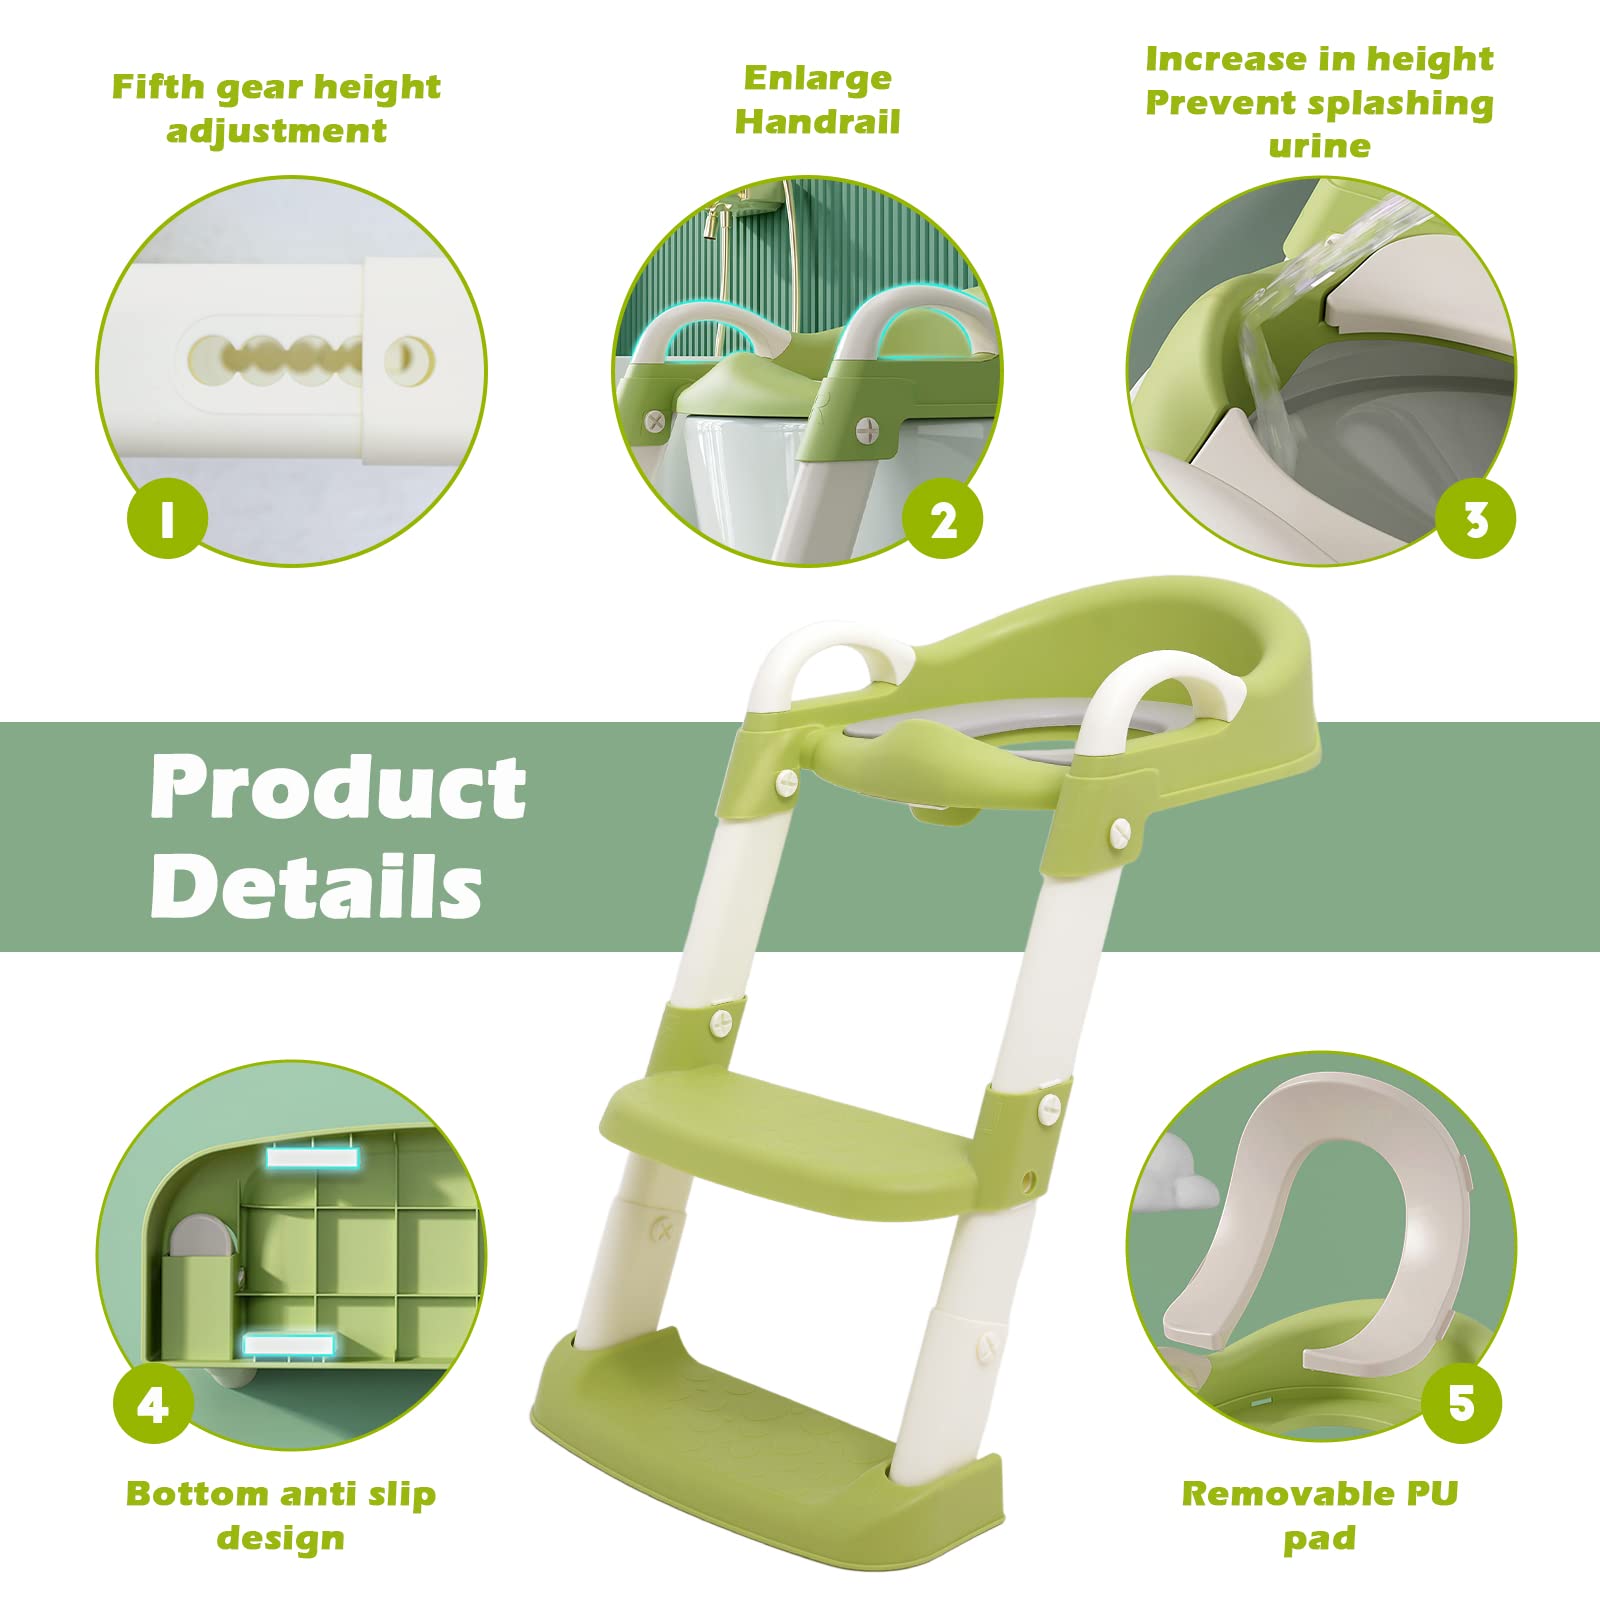 Fifth gear height
adjustment
Enlarge
Handrail
Increase in height
Prevent splashing
urine
1
2
3
Product
Details
4
5
Bottom anti slip
design
Removable PU
pad